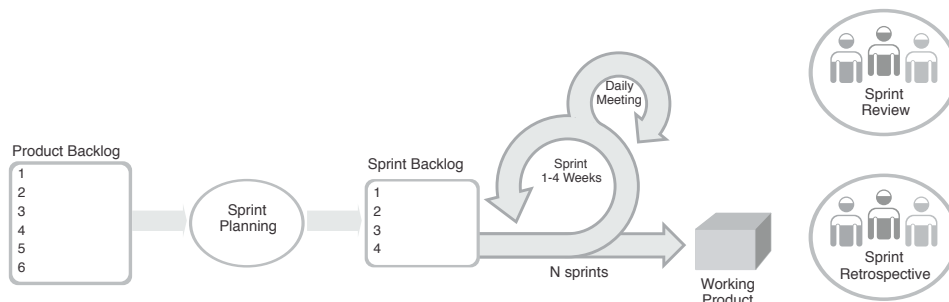 Product Backlog
1
2
3
4
5
6
Sprint
Planning
Sprint Backlog
1
2
3
4
Daily
Meeting
Sprint
1-4 Weeks
N sprints
Working
Product
Sprint
Review
Sprint
Retrospective